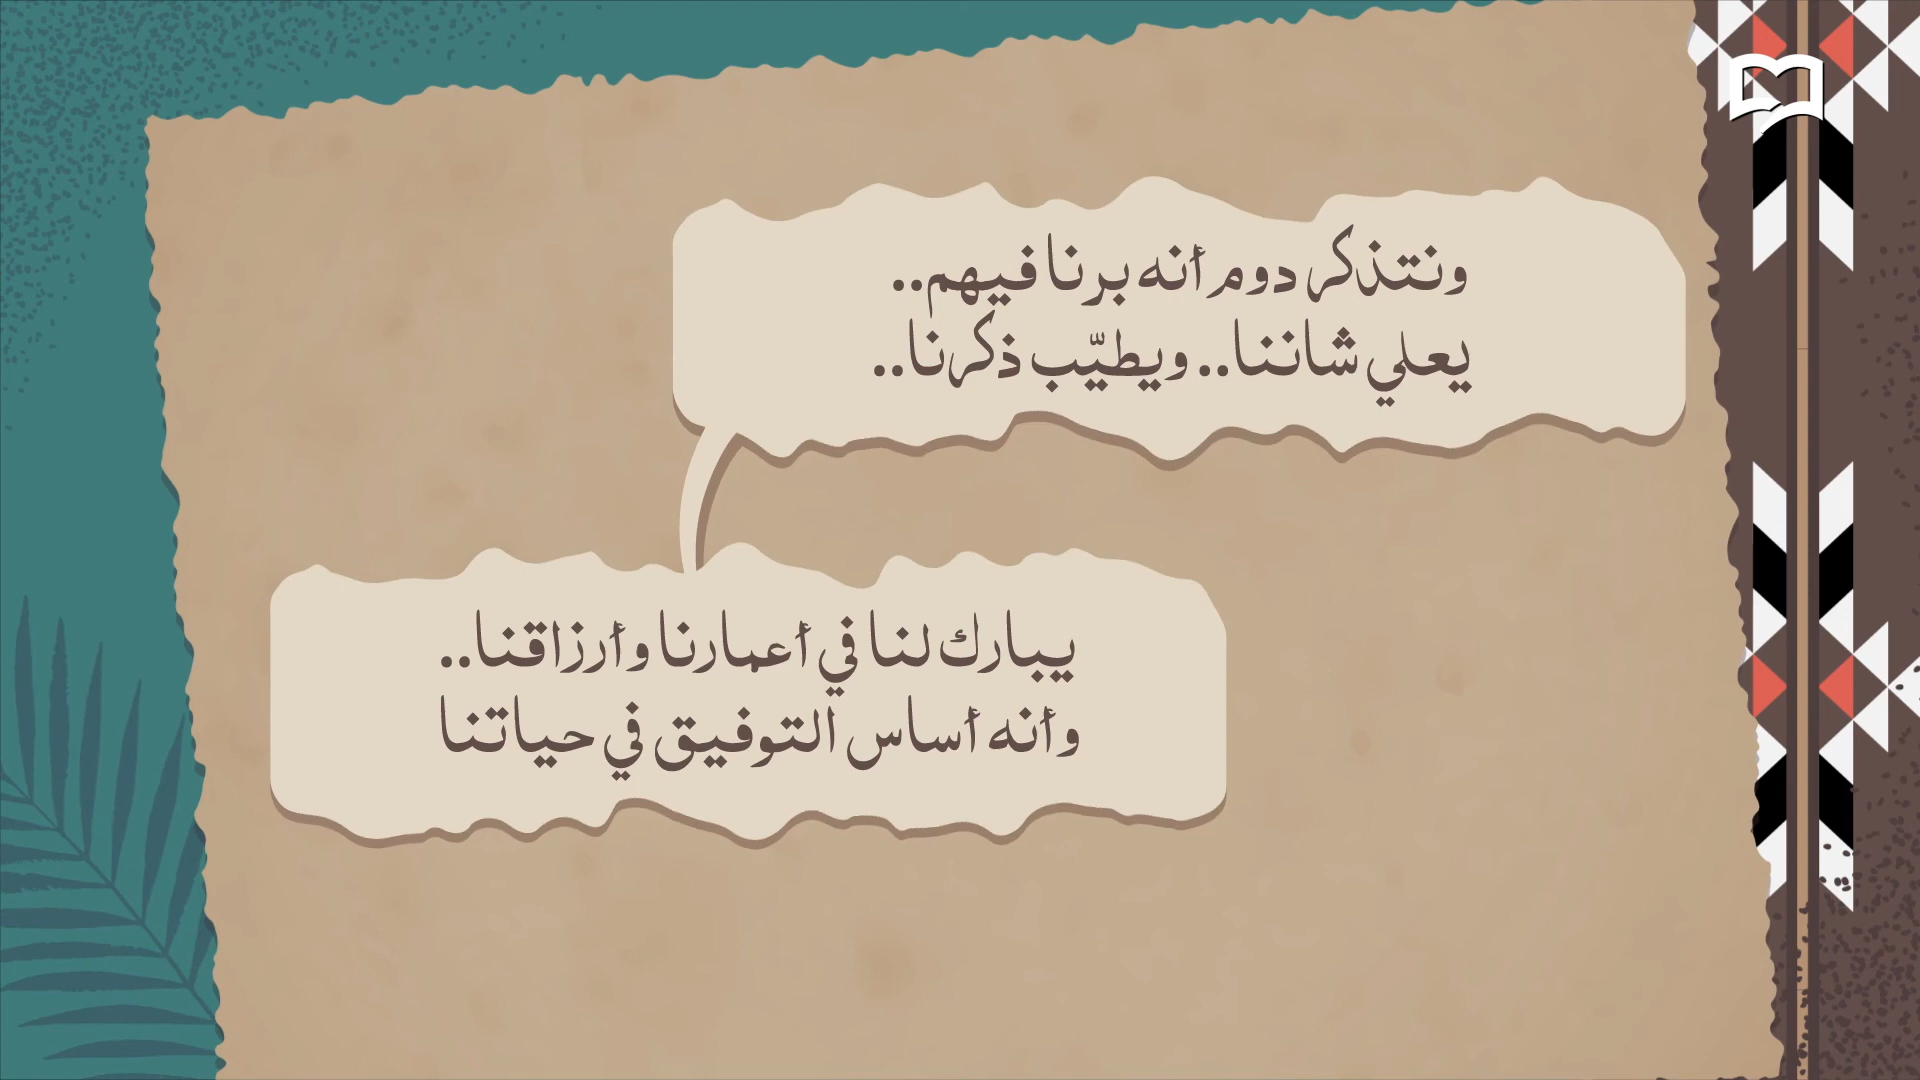 ونتذكر دوم أنه برنا فيهم..
يعلي شاننا.. ويطيّب ذكرنا..
يبارك لنا في أعمارنا وأرزاقنا..
وأنه أساس التوفيق في حياتنا